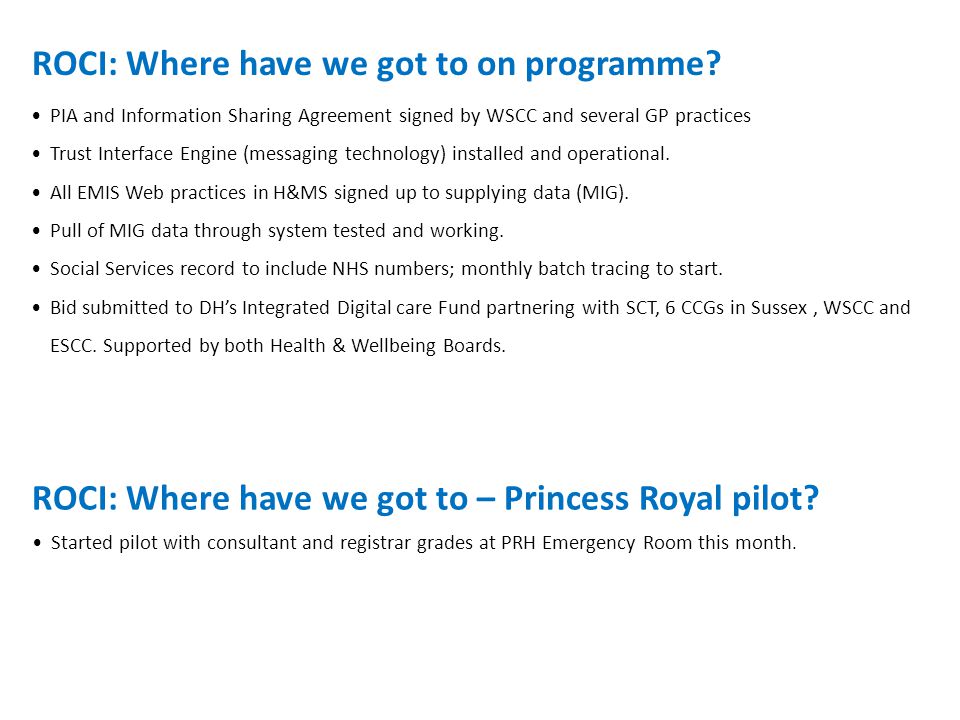 ROCI: Where have we got to on programme?
• PIA and Information Sharing Agreement signed by WSCC and several GP practices
• Trust Interface Engine (messaging technology) installed and operational.
• All EMIS Web practices in H&MS signed up to supplying data (MIG).
• Pull of MIG data through system tested and working.
• Social Services record to include NHS numbers; monthly batch tracing to start.
• Bid submitted to DH’s Integrated Digital care Fund partnering with SCT, 6 CCGs in Sussex , WSCC and
ESCC. Supported by both Health & Wellbeing Boards.
ROCI: Where have we got to – Princess Royal pilot?
• Started pilot with consultant and registrar grades at PRH Emergency Room this month.